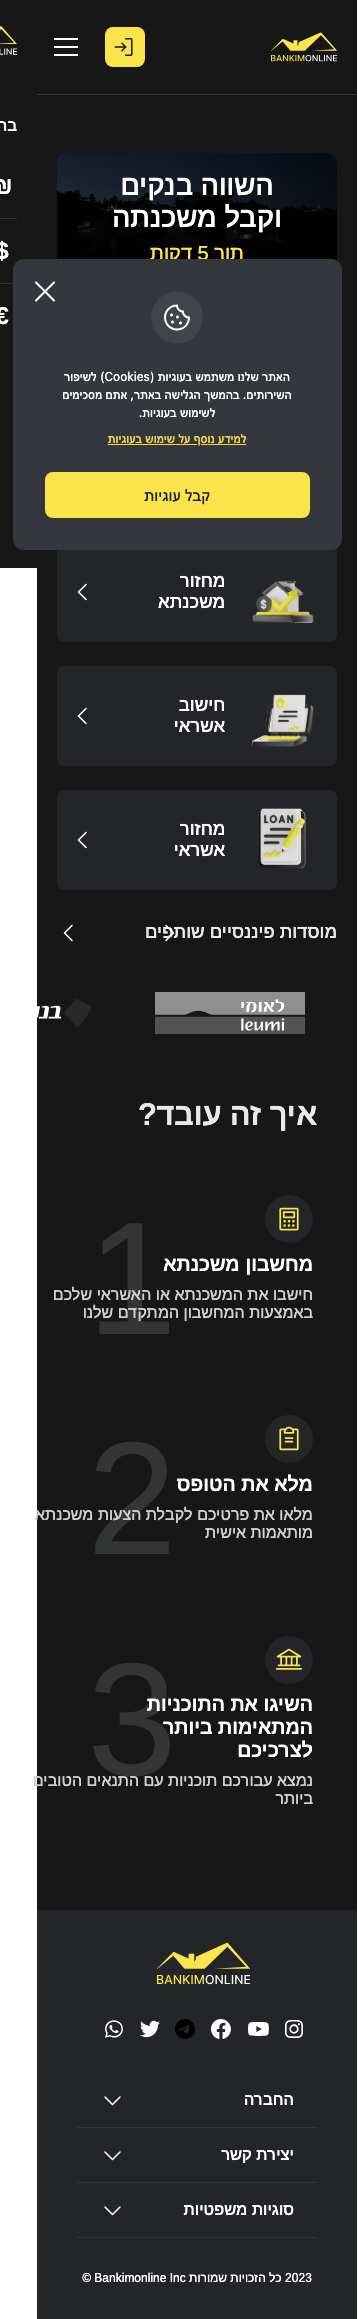 BANKIMONLINE
השווה בנקים
וקבל משכנתה
תוך 5 דקות
₪
$
€
האתר שלנו משתמש בעוגיות (Cookies) לשיפור
השירותים. בהמשך הגלישה באתר, אתם מסכימים
לשימוש בעוגיות.
למידע נוסף על שימוש בעוגיות
קבל עוגיות
מחזור
משכנתא
חישוב
אשראי
LOAN
מחזור
אשראי
מוסדות פיננסיים שותפים
לאומי
leumi
איך זה עובד?
1
מחשבון משכנתא
חישבו את המשכנתא או האשראי שלכם
באמצעות המחשבון המתקדם שלנו
2
מלא את הטופס
מלאו את פרטיכם לקבלת הצעות משכנתא
מותאמות אישית
3
השיגו את התוכניות
המתאימות ביותר
לצרכיכם
נמצא עבורכם תוכניות עם התנאים הטובים
ביותר
BANKIMONLINE
החברה
יצירת קשר
סוגיות משפטיות
2023 כל הזכויות שמורות Bankimonline Inc ©